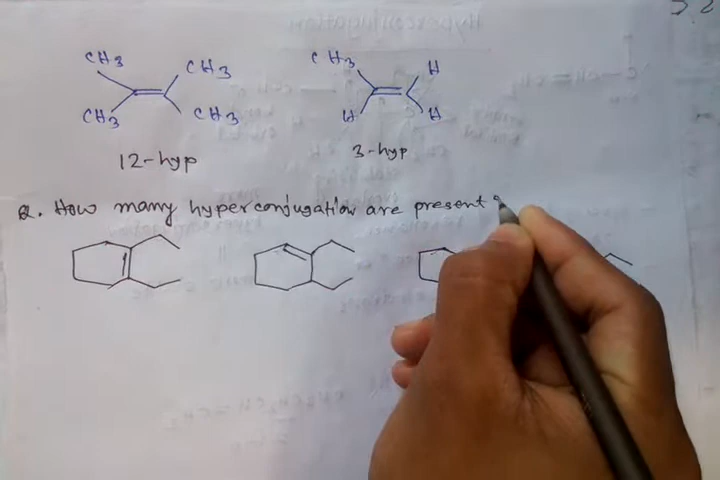 CH3 CH3 CH3 H
CH3 CH3 H H
12-hyp 3-hyp
Q. How many hyperconjugation are present ?